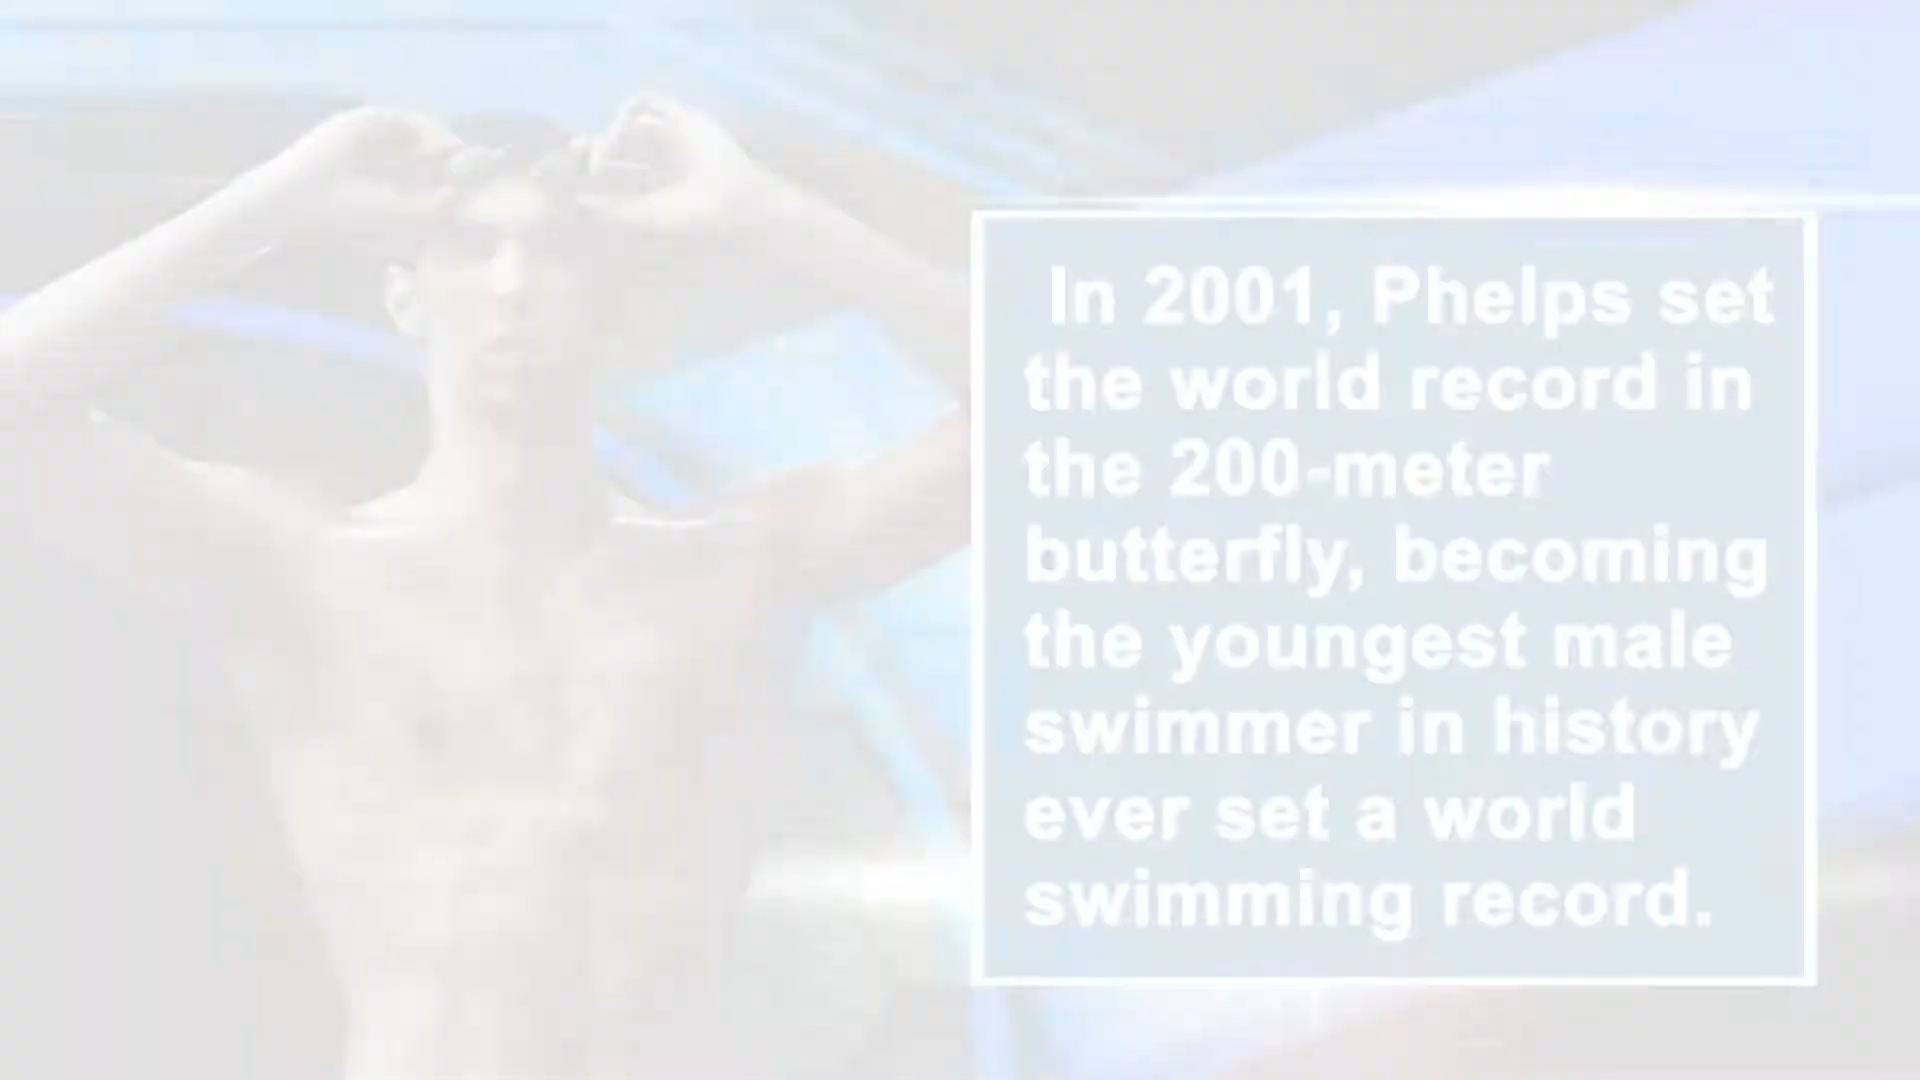 In 2001, Phelps set
the world record in
the 200-meter
butterfly, becoming
the youngest male
swimmer in history
ever set a world
swimming record.